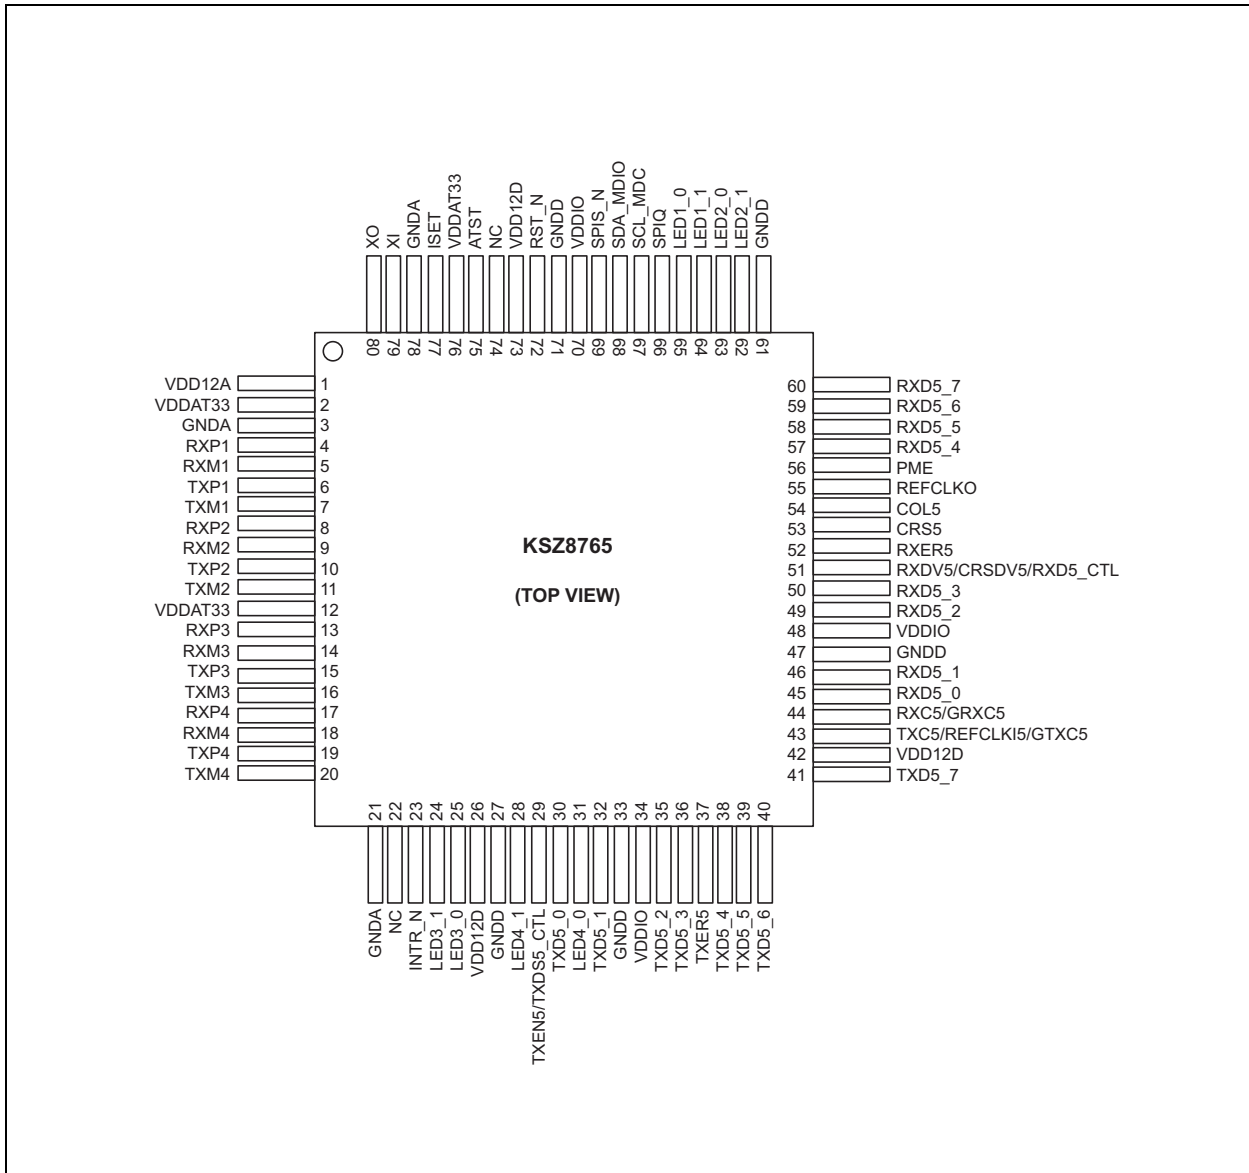 XO
XI
GNDA
ISET
VDDAT33
ATST
NC
VDD12D
RST_N
GNDD
VDDIO
SPIS_N
SDA_MDIO
SCL_MDC
SPIQ
LED1_0
LED1_1
LED2_0
LED2_1
GNDD
80
79
78
77
76
75
74
73
72
71
70
69
68
67
66
65
64
63
62
61
VDD12A 1
VDDAT33 2
GNDA 3
RXP1 4
RXM1 5
TXP1 6
TXM1 7
RXP2 8
RXM2 9
TXP2 10
TXM2 11
VDDAT33 12
RXP3 13
RXM3 14
TXP3 15
TXM3 16
RXP4 17
RXM4 18
TXP4 19
TXM4 20
KSZ8765
(TOP VIEW)
60 RXD5_7
59 RXD5_6
58 RXD5_5
57 RXD5_4
56 PME
55 REFCLKO
54 COL5
53 CRS5
52 RXER5
51 RXDV5/CRSDV5/RXD5_CTL
50 RXD5_3
49 RXD5_2
48 VDDIO
47 GNDD
46 RXD5_1
45 RXD5_0
44 RXC5/GRXC5
43 TXC5/REFCLKI5/GTXC5
42 VDD12D
41 TXD5_7
21
22
23
24
25
26
27
28
29
30
31
32
33
34
35
36
37
38
39
40
GNDA
NC
INTR_N
LED3_1
LED3_0
VDD12D
GNDD
LED4_1
TXEN5/TXDS5_CTL
TXD5_0
LED4_0
TXD5_1
GNDD
VDDIO
TXD5_2
TXD5_3
TXER5
TXD5_4
TXD5_5
TXD5_6